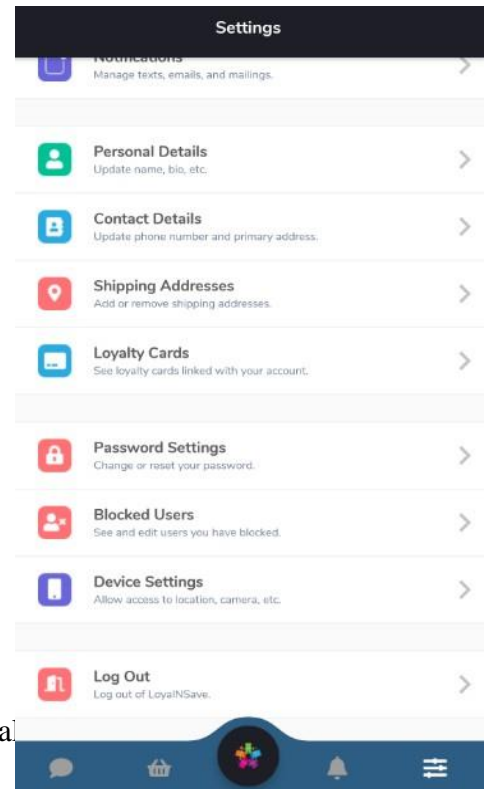 Settings
Notifications
Manage texts, emails, and mailings.
Personal Details
Update name, bio, etc.
Contact Details
Update phone number and primary address.
Shipping Addresses
Add or remove shipping addresses.
Loyalty Cards
See loyalty cards linked with your account.
Password Settings
Change or reset your password.
Blocked Users
See and edit users you have blocked.
Device Settings
Allow access to location, camera, etc.
Log Out
Log out of LoyalNSave.